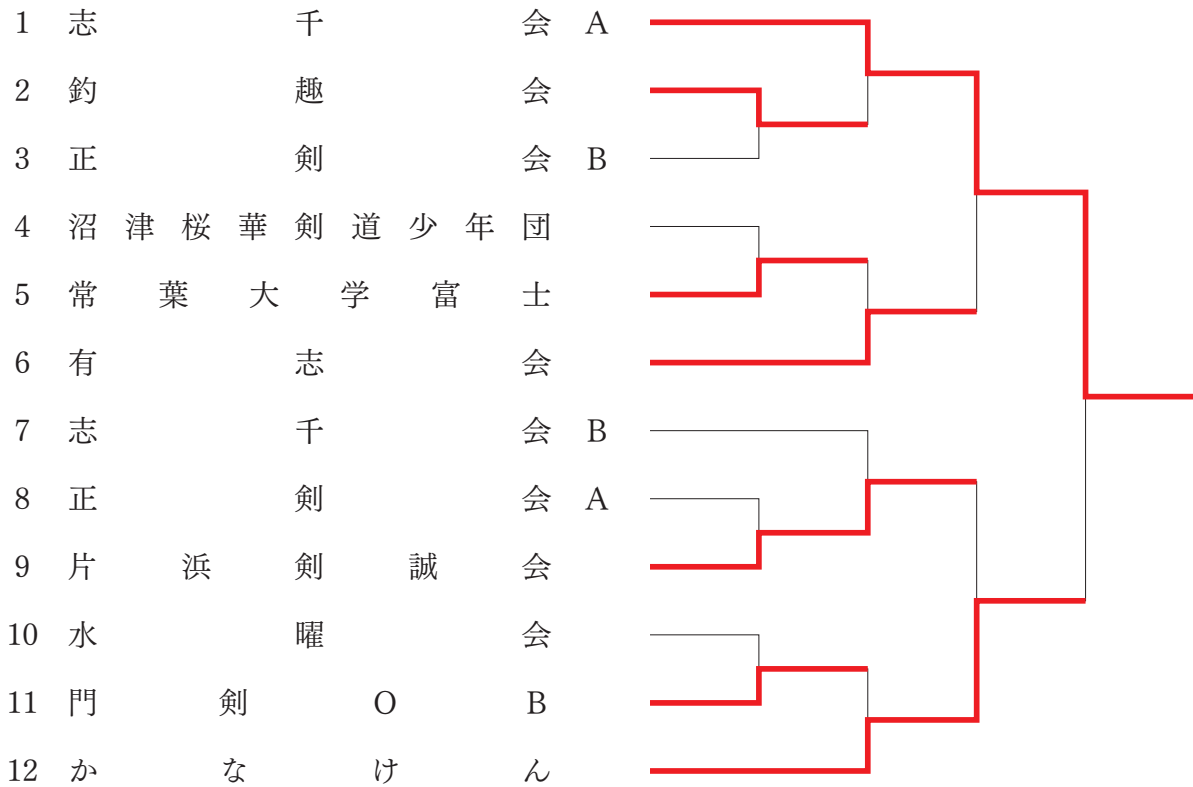 1 志千会 A
2 釣趣会
3 正剣会 B
4 沼津桜華剣道少年団
5 常葉大学富士
6 有志会
7 志千会 B
8 正剣会 A
9 片浜剣誠会
10 水曜会
11 門剣OB
12 かなけん